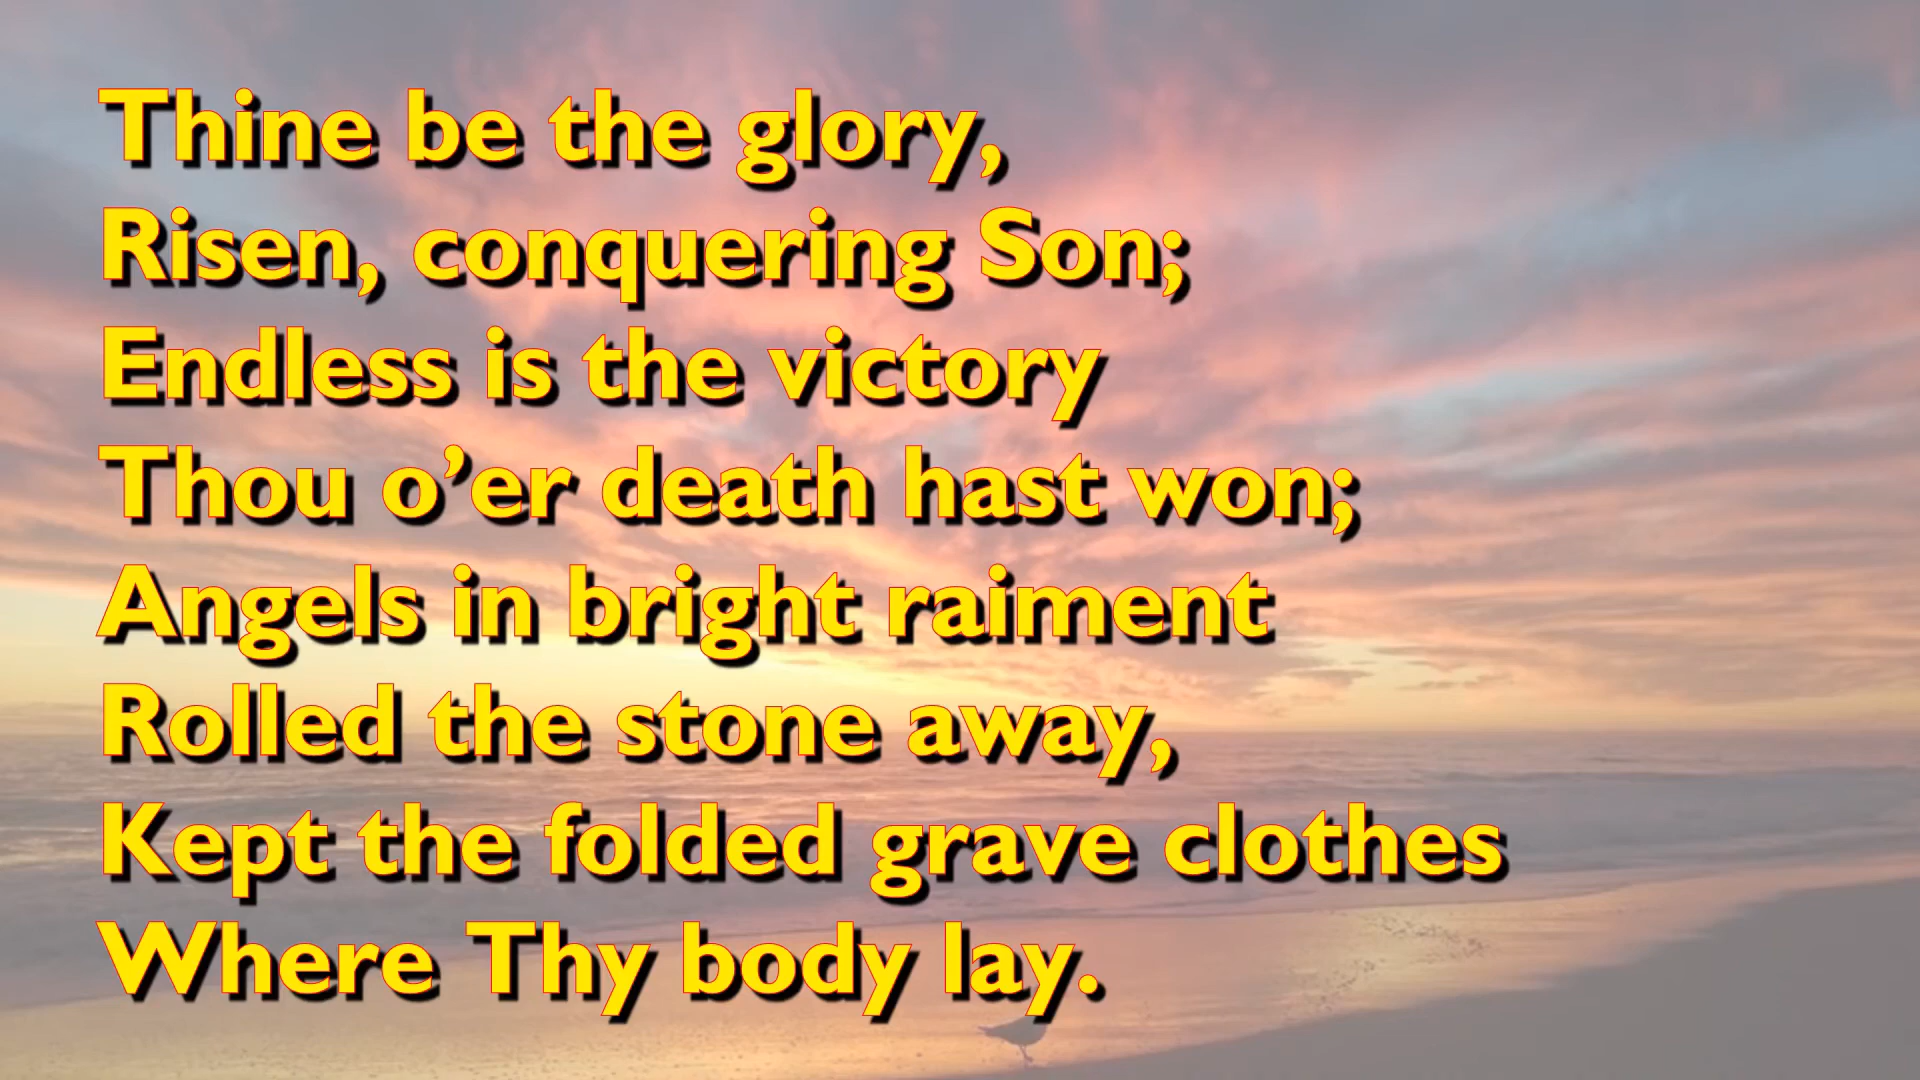 Thine be the glory,
Risen, conquering Son;
Endless is the victory
Thou o’er death hast won;
Angels in bright raiment
Rolled the stone away,
Kept the folded grave clothes
Where Thy body lay.